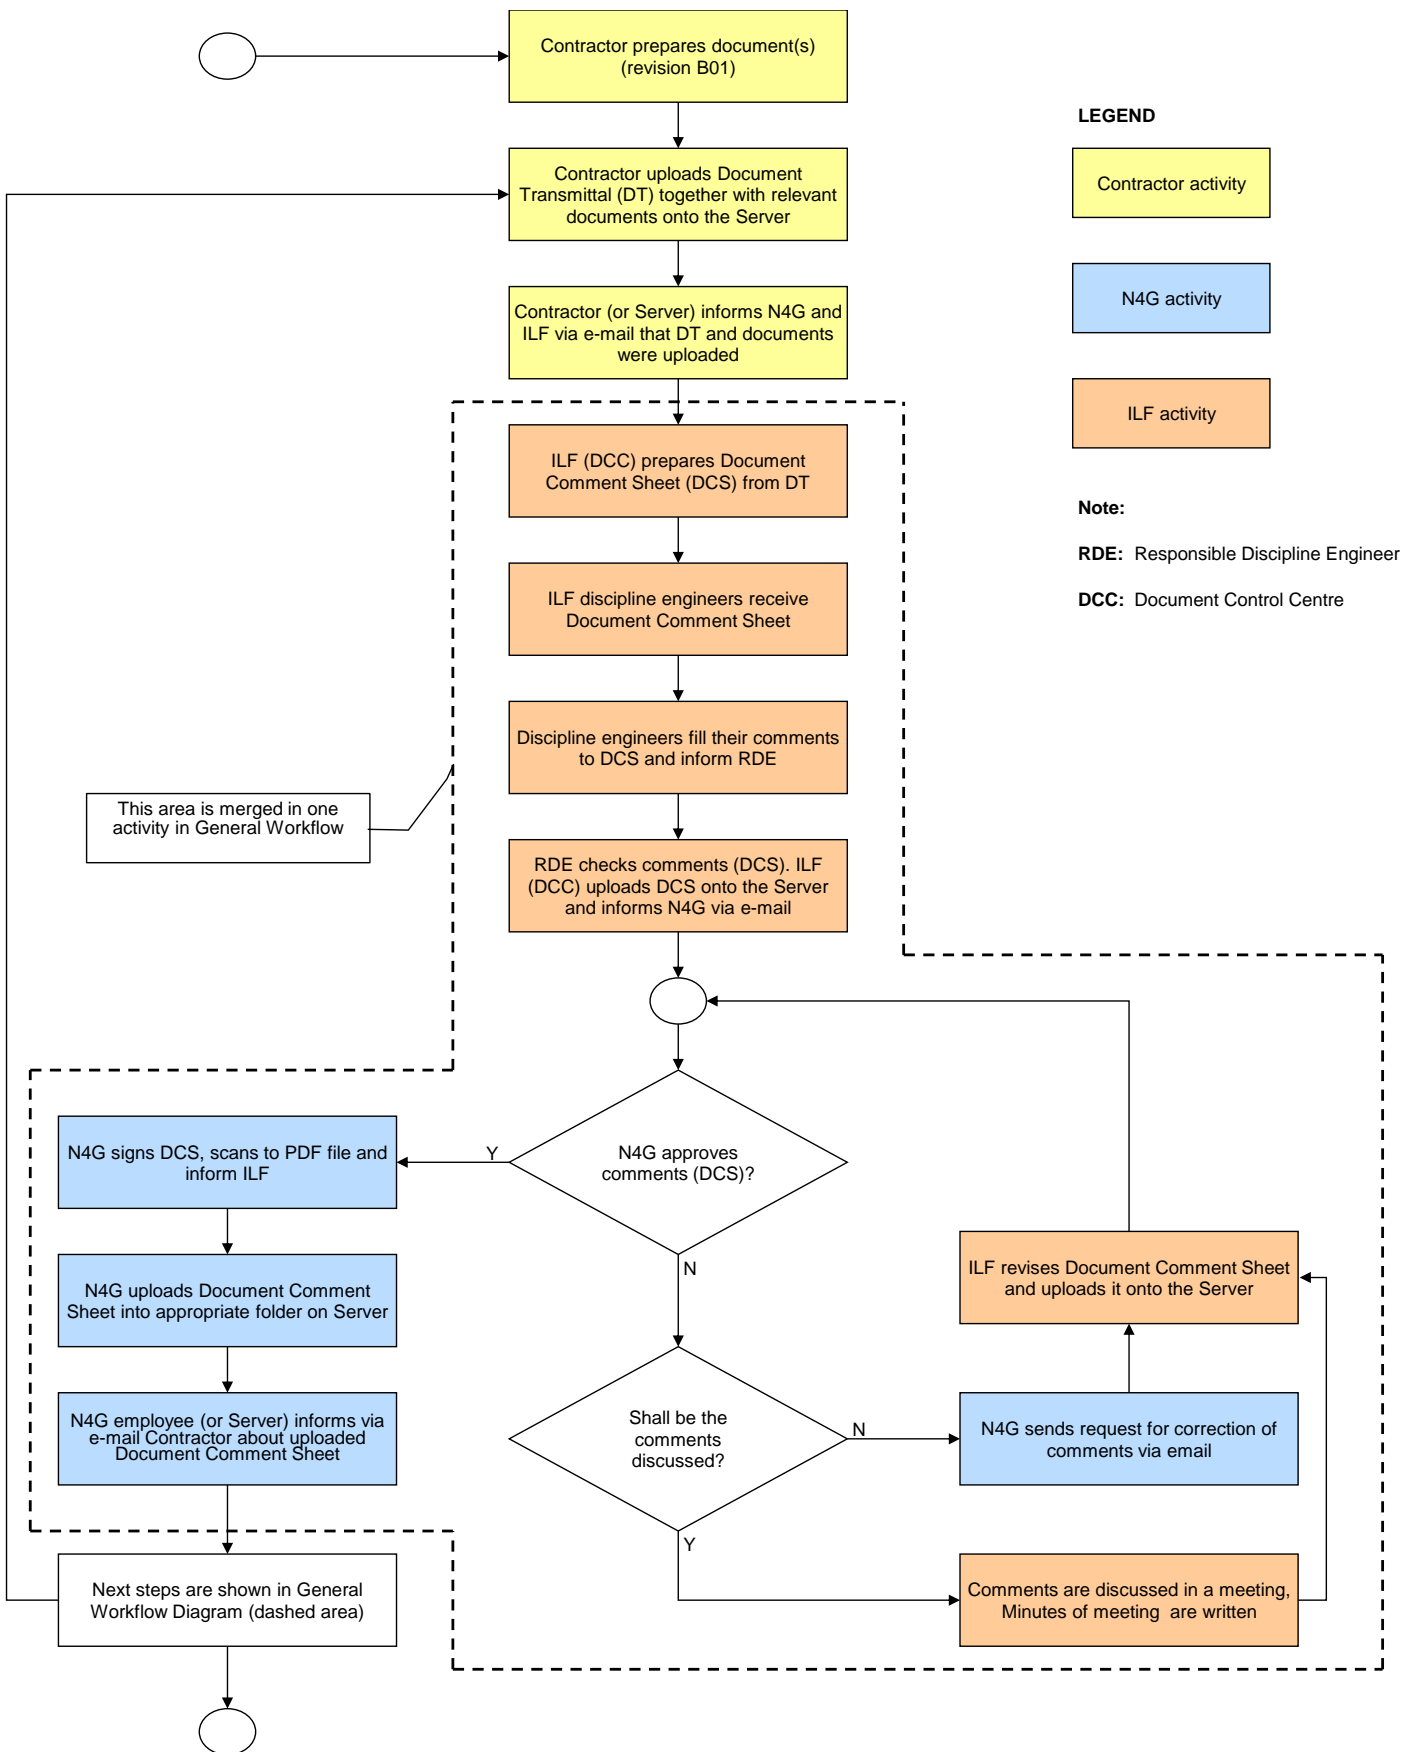 Contractor prepares document(s)
(revision B01)
LEGEND
Contractor uploads Document
Transmittal (DT) together with relevant
documents onto the Server
Contractor activity
Contractor (or Server) informs N4G and
ILF via e-mail that DT and documents
were uploaded
N4G activity
ILF activity
ILF (DCC) prepares Document
Comment Sheet (DCS) from DT
Note:
RDE: Responsible Discipline Engineer
DCC: Document Control Centre
ILF discipline engineers receive
Document Comment Sheet
Discipline engineers fill their comments
to DCS and inform RDE
This area is merged in one
activity in General Workflow
RDE checks comments (DCS). ILF
(DCC) uploads DCS onto the Server
and informs N4G via e-mail
N4G approves
comments (DCS)?
Y
N
N4G signs DCS, scans to PDF file and
inform ILF
N4G uploads Document Comment
Sheet into appropriate folder on Server
N4G employee (or Server) informs via
e-mail Contractor about uploaded
Document Comment Sheet
ILF revises Document Comment Sheet
and uploads it onto the Server
Shall be the
comments
discussed?
N
Y
N4G sends request for correction of
comments via email
Next steps are shown in General
Workflow Diagram (dashed area)
Comments are discussed in a meeting,
Minutes of meeting are written